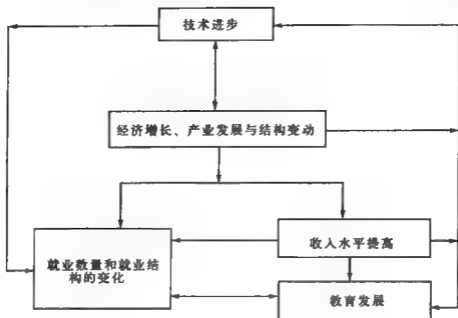 技术进步
经济增长、产业发展与结构变动
就业数量和就业结
构的变化
收入水平提高
教育发展